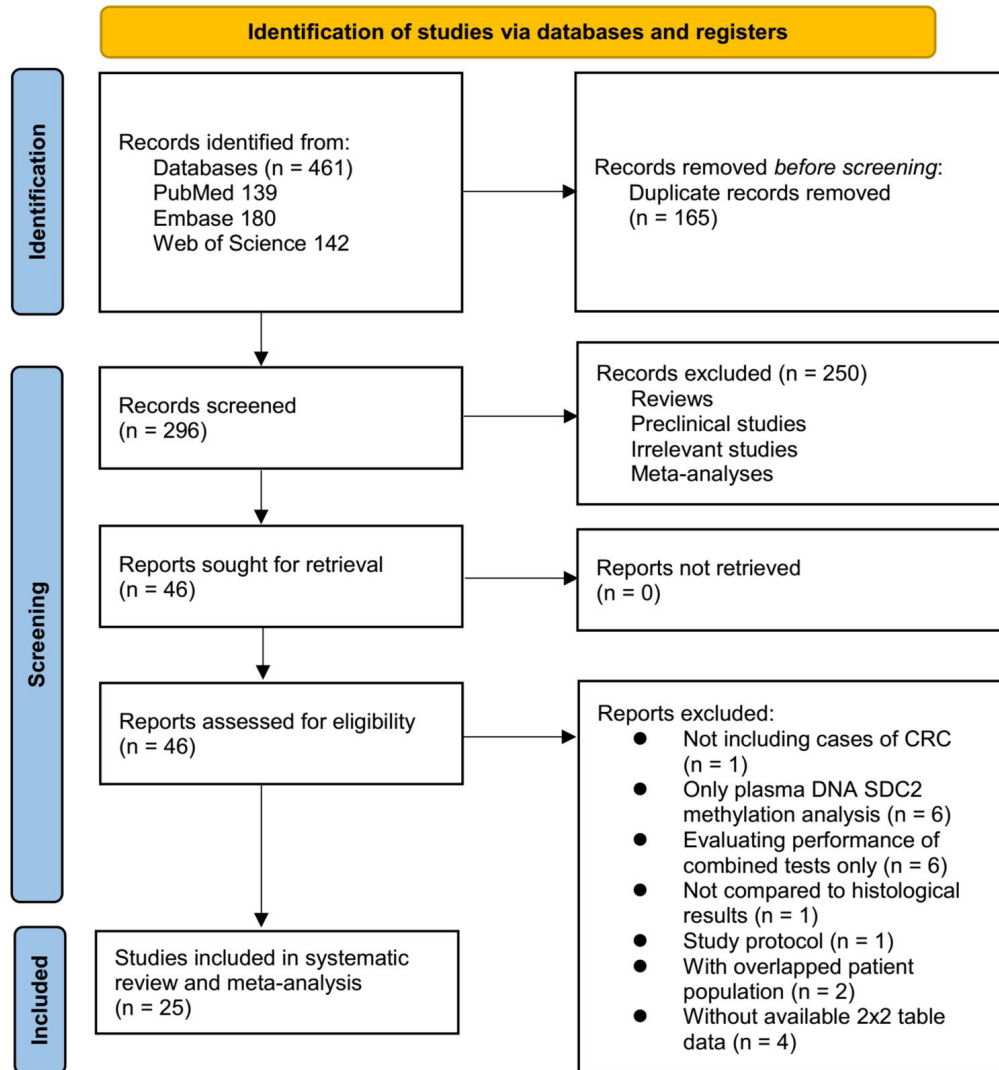 Identification of studies via databases and registers
Identification
Records identified from:
Databases (n = 461)
PubMed 139
Embase 180
Web of Science 142
Records removed before screening:
Duplicate records removed
(n = 165)
Screening
Records screened
(n = 296)
Records excluded (n = 250)
Reviews
Preclinical studies
Irrelevant studies
Meta-analyses
Reports sought for retrieval
(n = 46)
Reports not retrieved
(n = 0)
Reports assessed for eligibility
(n = 46)
Reports excluded:
● Not including cases of CRC
(n = 1)
● Only plasma DNA SDC2
methylation analysis (n = 6)
● Evaluating performance of
combined tests only (n = 6)
● Not compared to histological
results (n = 1)
● Study protocol (n = 1)
● With overlapped patient
population (n = 2)
● Without available 2x2 table
data (n = 4)
Included
Studies included in systematic
review and meta-analysis
(n = 25)